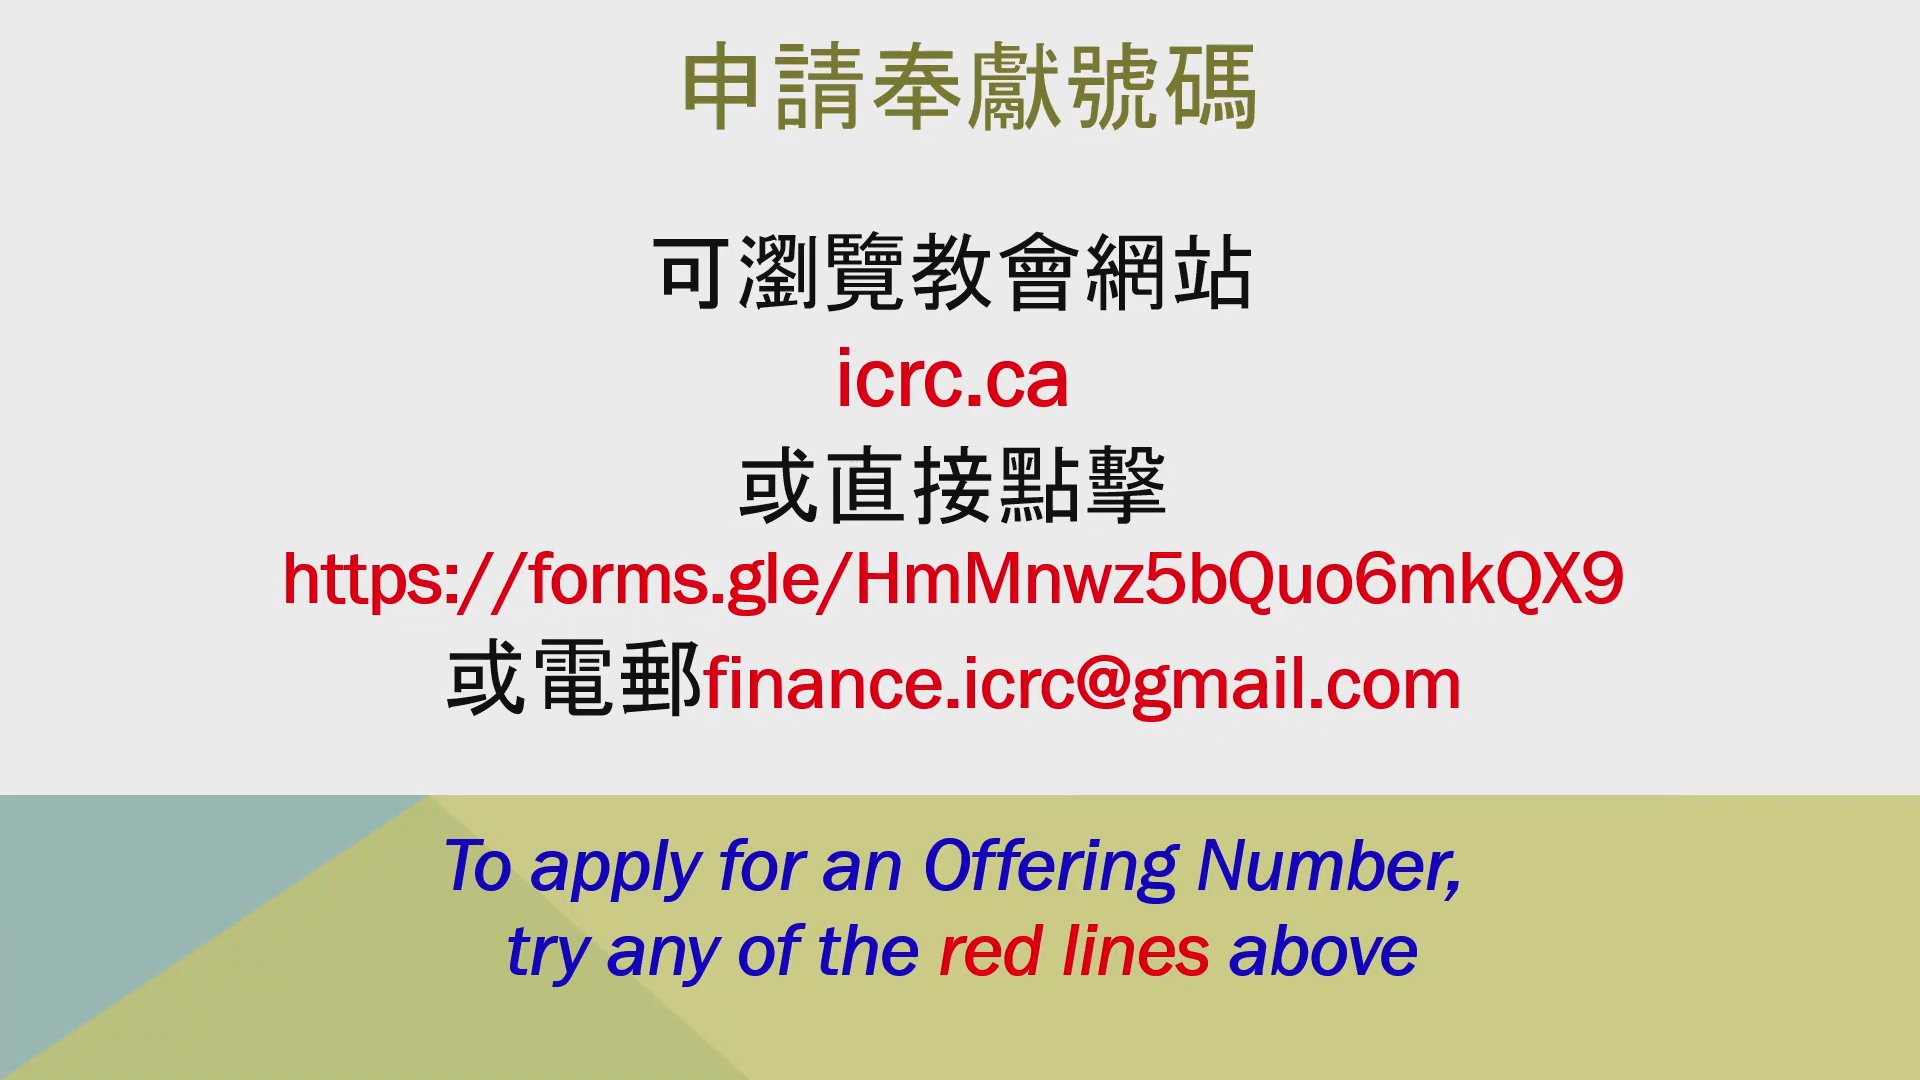 申請奉獻號碼
可瀏覽教會網站
icrc.ca
或直接點擊
https://forms.gle/HmMnwz5bQuo6mkQX9
或電郵finance.icrc@gmail.com
To apply for an Offering Number,
try any of the red lines above